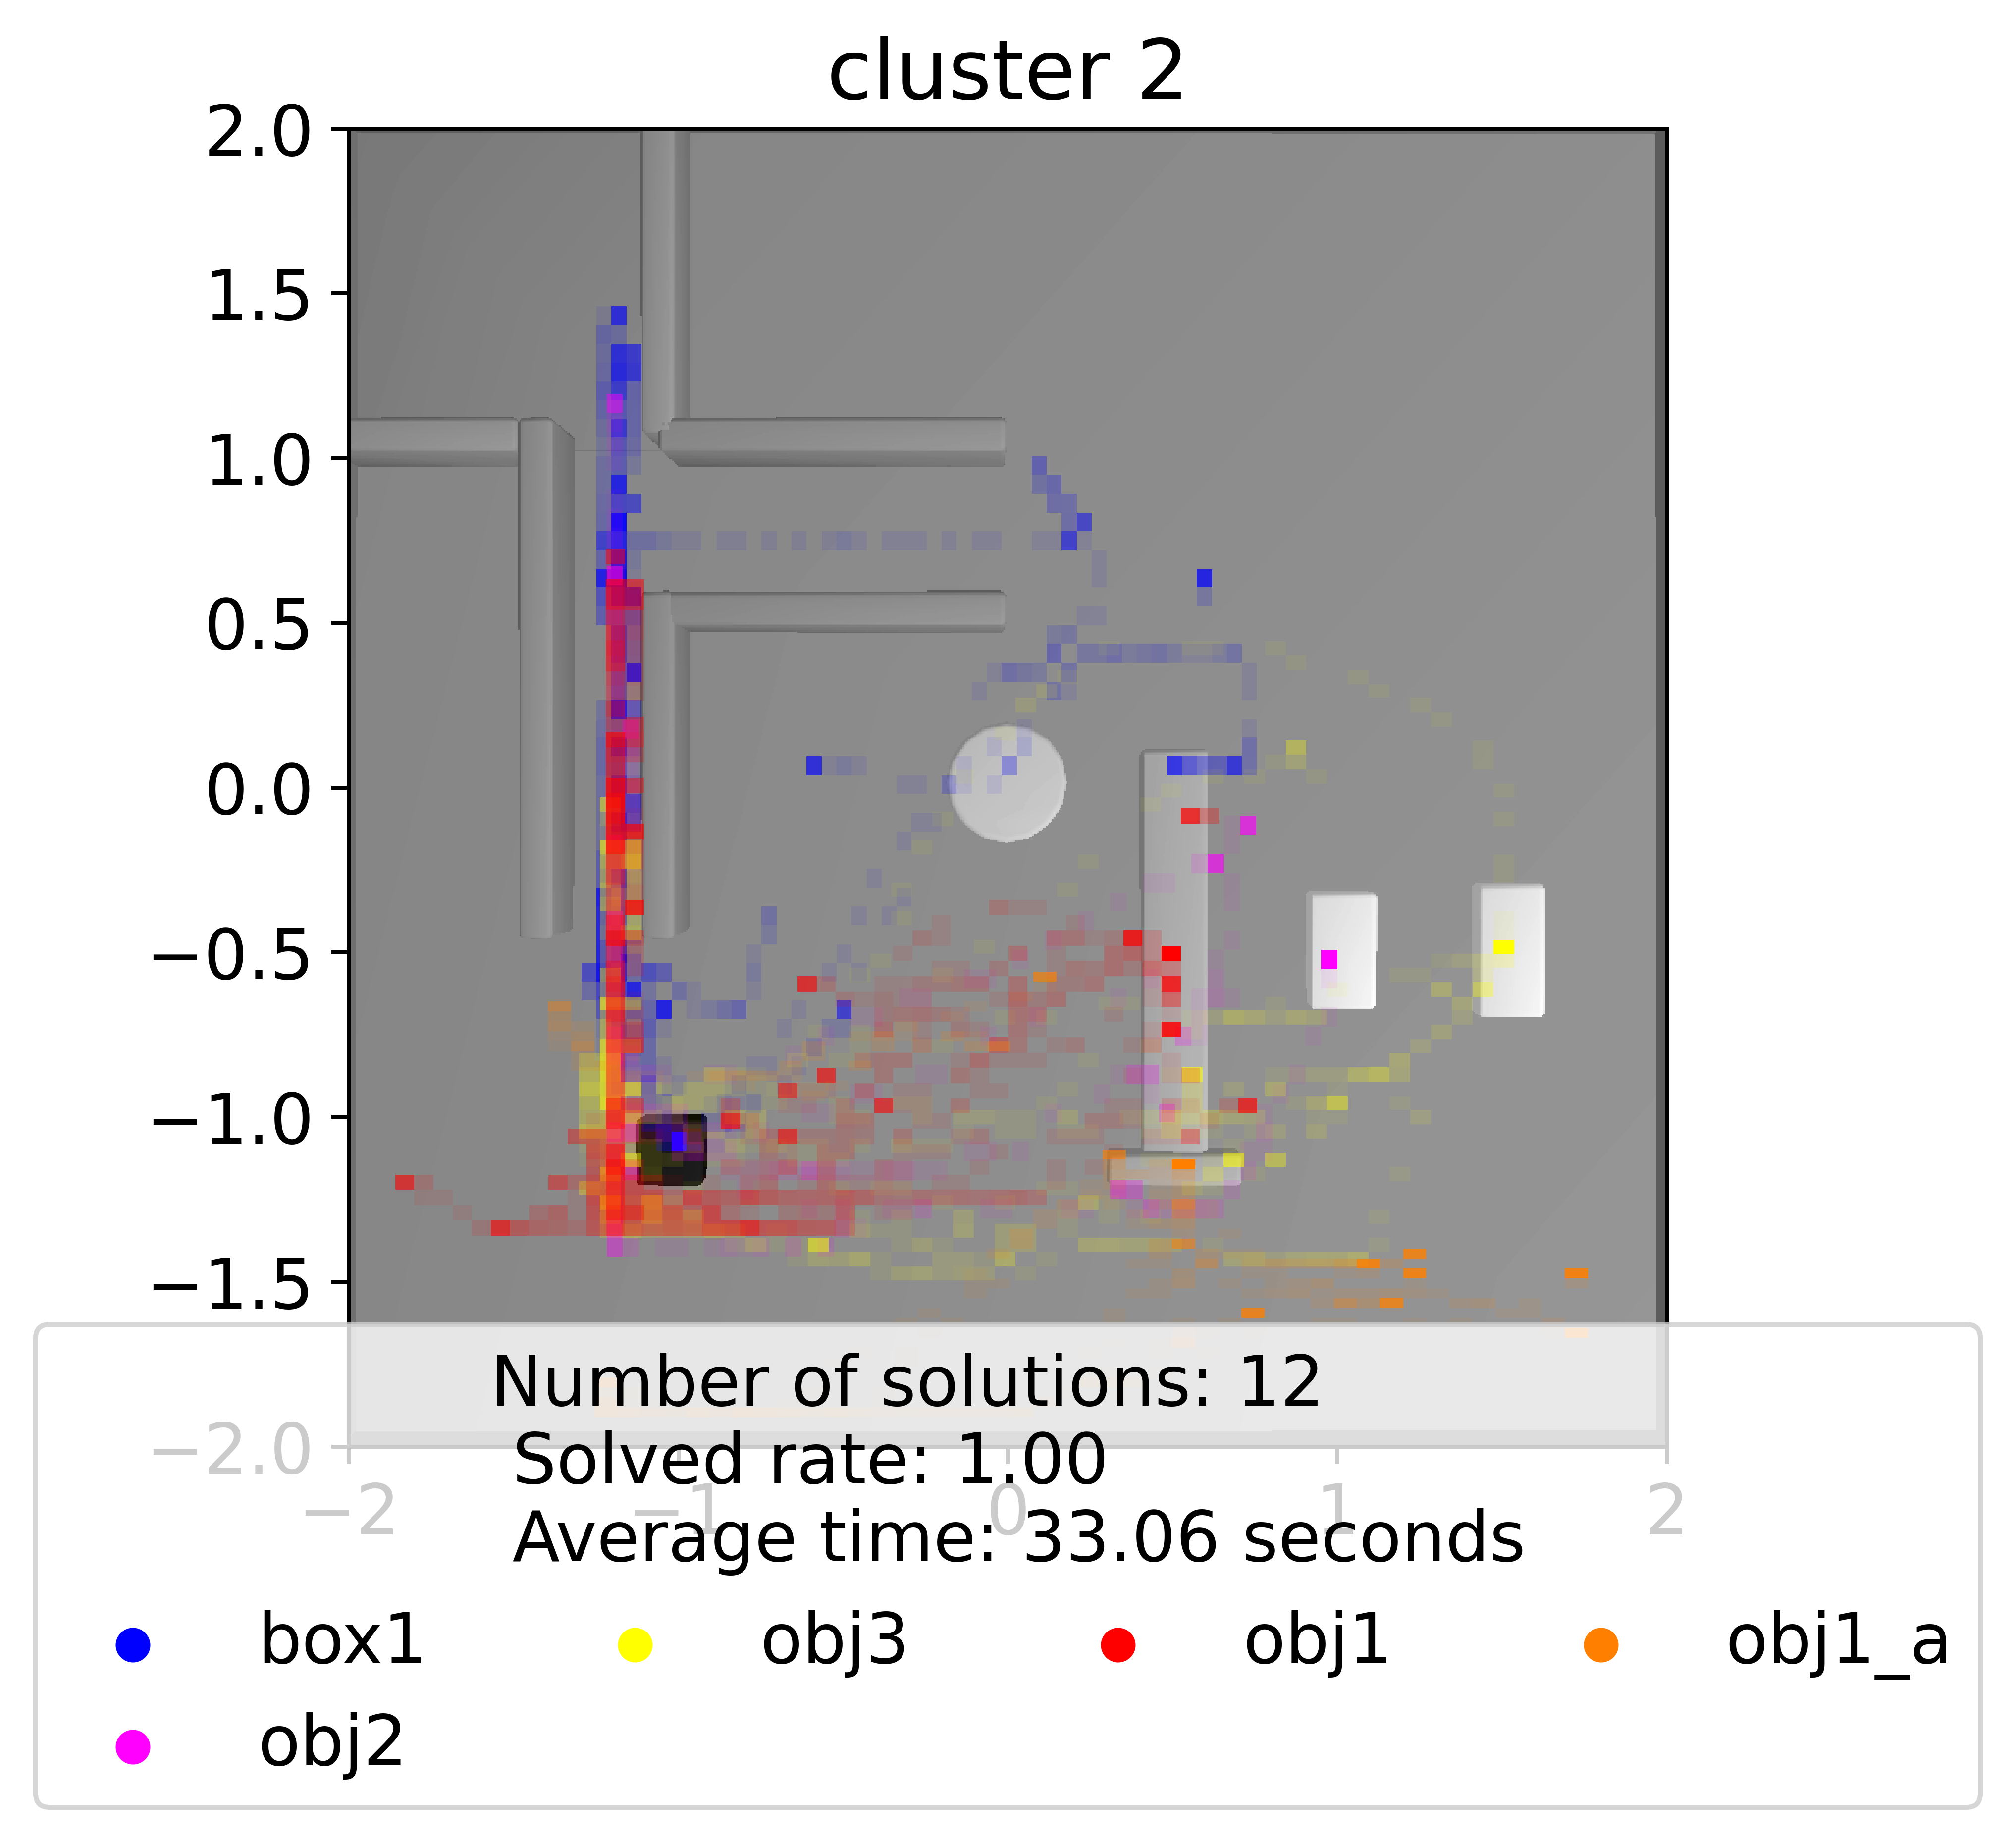 cluster 2
2.0
1.5
1.0
0.5
0.0
−0.5
−1.0
−1.5
−2.0
−2 −1 0 1 2
Number of solutions: 12
Solved rate: 1.00
Average time: 33.06 seconds
box1 obj3 obj1 obj1_a
obj2